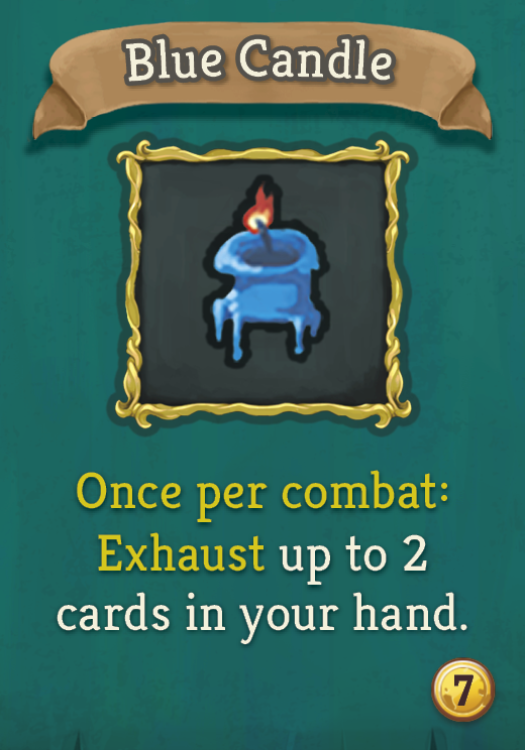 Blue Candle
Once per combat:
Exhaust up to 2
cards in your hand.
7